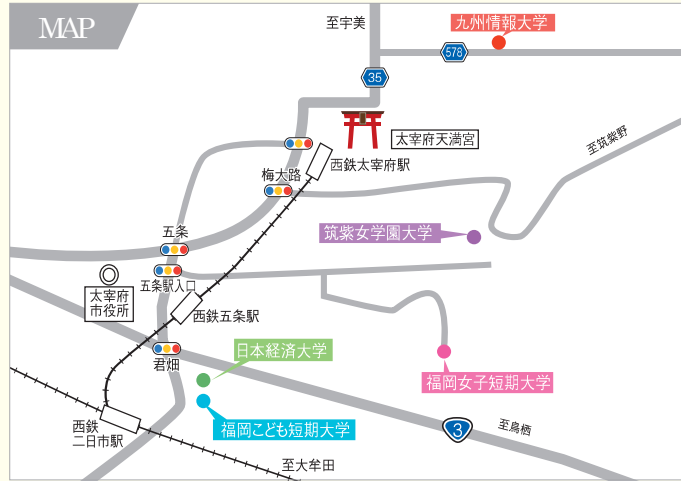 MAP
至宇美
九州情報大学
578
35
太宰府天満宮
至筑紫野
西鉄太宰府駅
梅大路
筑紫女学園大学
五条
五条駅入口
太宰府
市役所
西鉄五条駅
日本経済大学
君畑
福岡女子短期大学
福岡こども短期大学
3
至鳥栖
西鉄
二日市駅
至大牟田